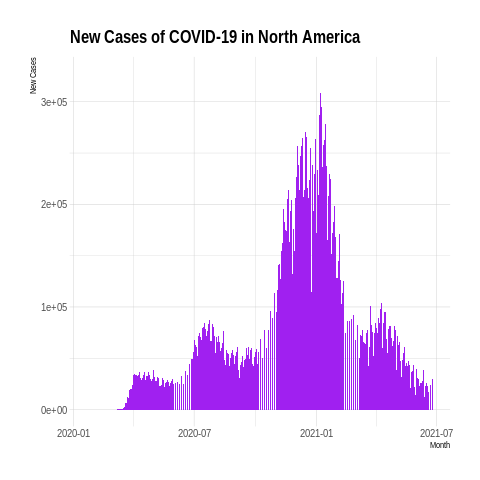 New Cases of COVID-19 in North America
New Cases
3e+05
2e+05
1e+05
0e+00
2020-01 2020-07 2021-01 2021-07
Month